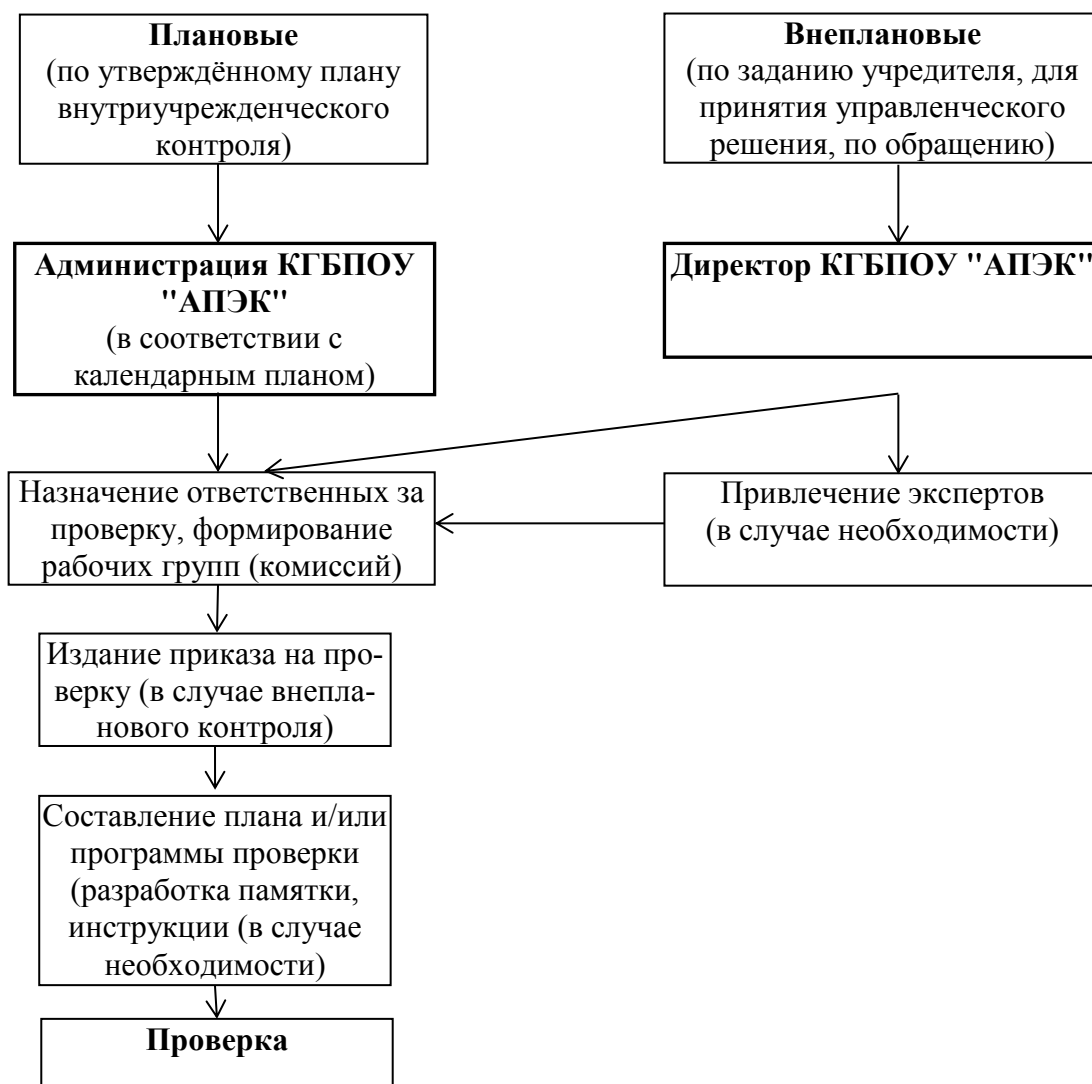 Плановые
(по утверждённому плану
внутриучрежденческого
контроля)
Внеплановые
(по заданию учредителя, для
принятия управленческого
решения, по обращению)
Администрация КГБПОУ
"АПЭК"
(в соответствии с
календарным планом)
Директор КГБПОУ "АПЭК"
Назначение ответственных за
проверку, формирование
рабочих групп (комиссий)
Привлечение экспертов
(в случае необходимости)
Издание приказа на про-
верку (в случае внепла-
нового контроля)
Составление плана и/или
программы проверки
(разработка памятки,
инструкции (в случае
необходимости)
Проверка